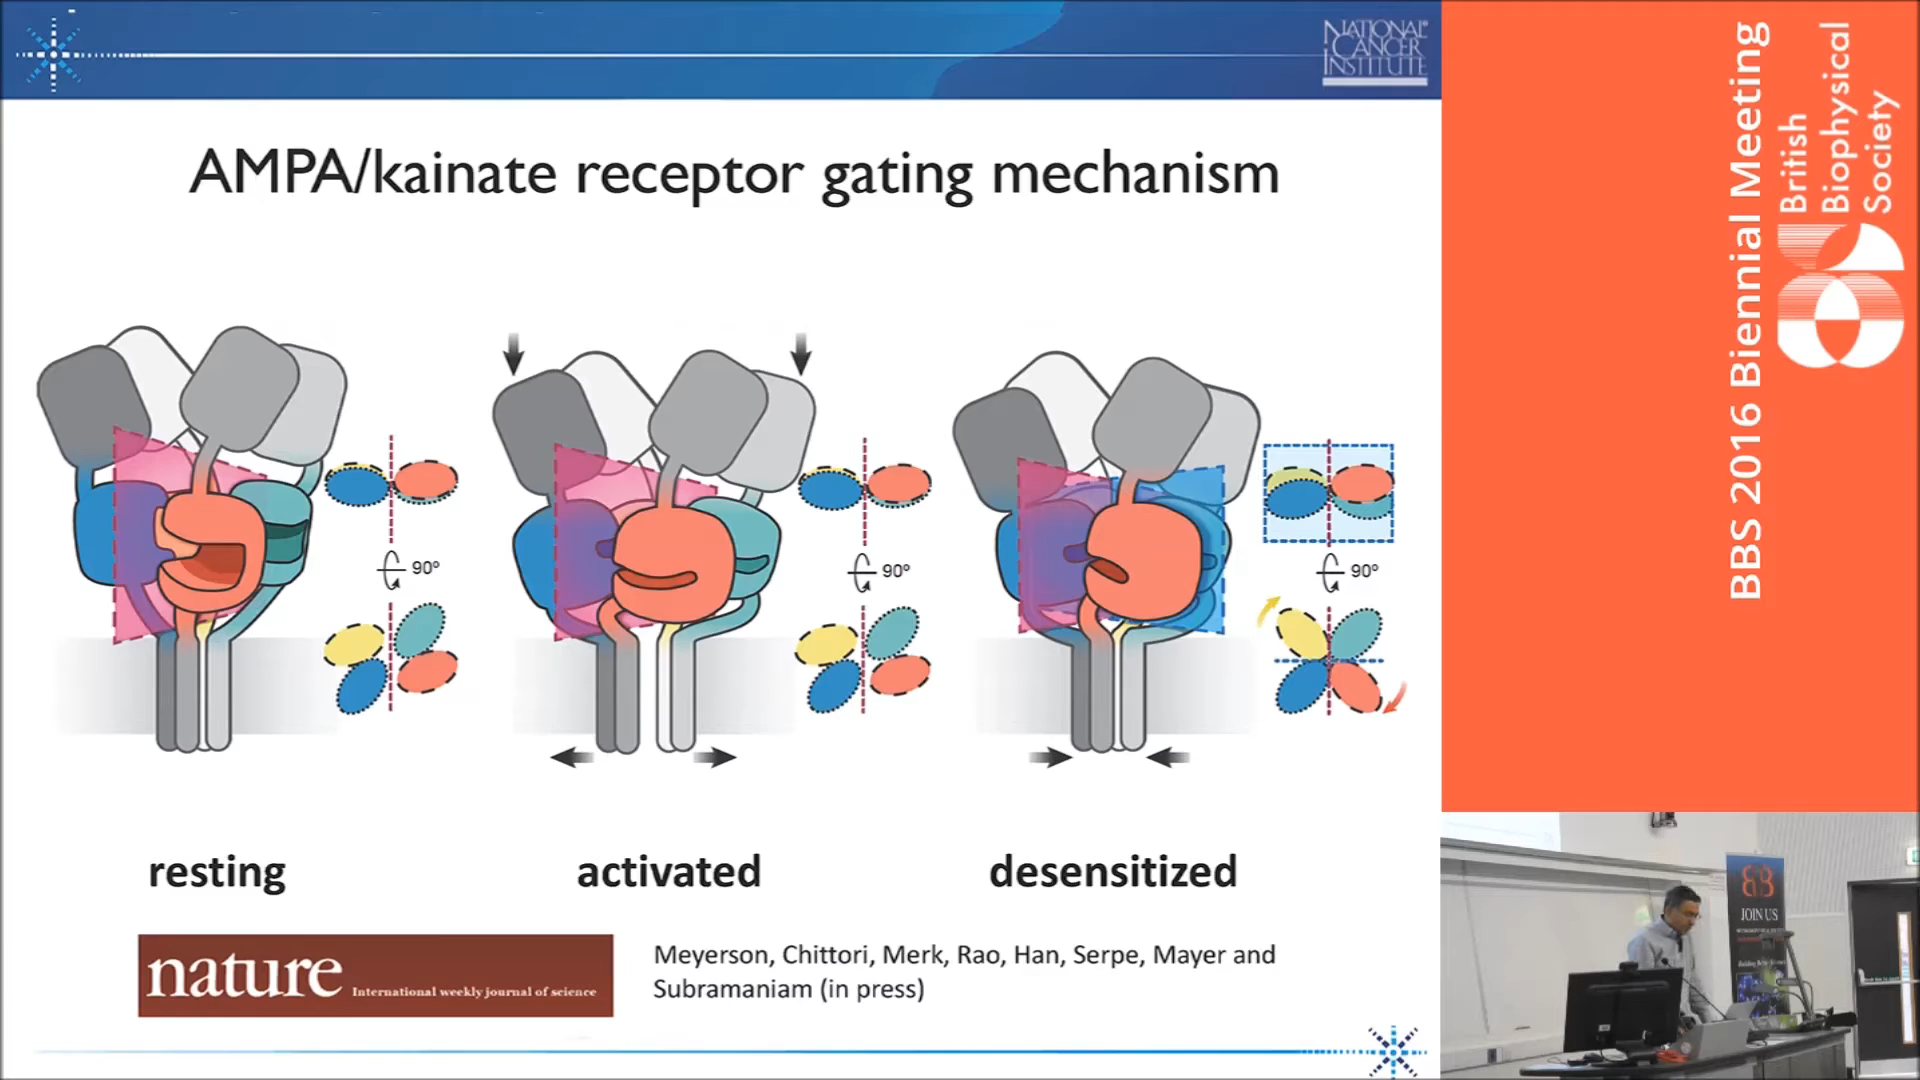 NATIONAL
CANCER
INSTITUTE
AMPA/kainate receptor gating mechanism
90°
90°
90°
resting
activated
desensitized
nature International weekly journal of science
Meyerson, Chittori, Merk, Rao, Han, Serpe, Mayer and
Subramaniam (in press)
BBS 2016 Biennial Meeting
British
Biophysical
Society
JOIN US